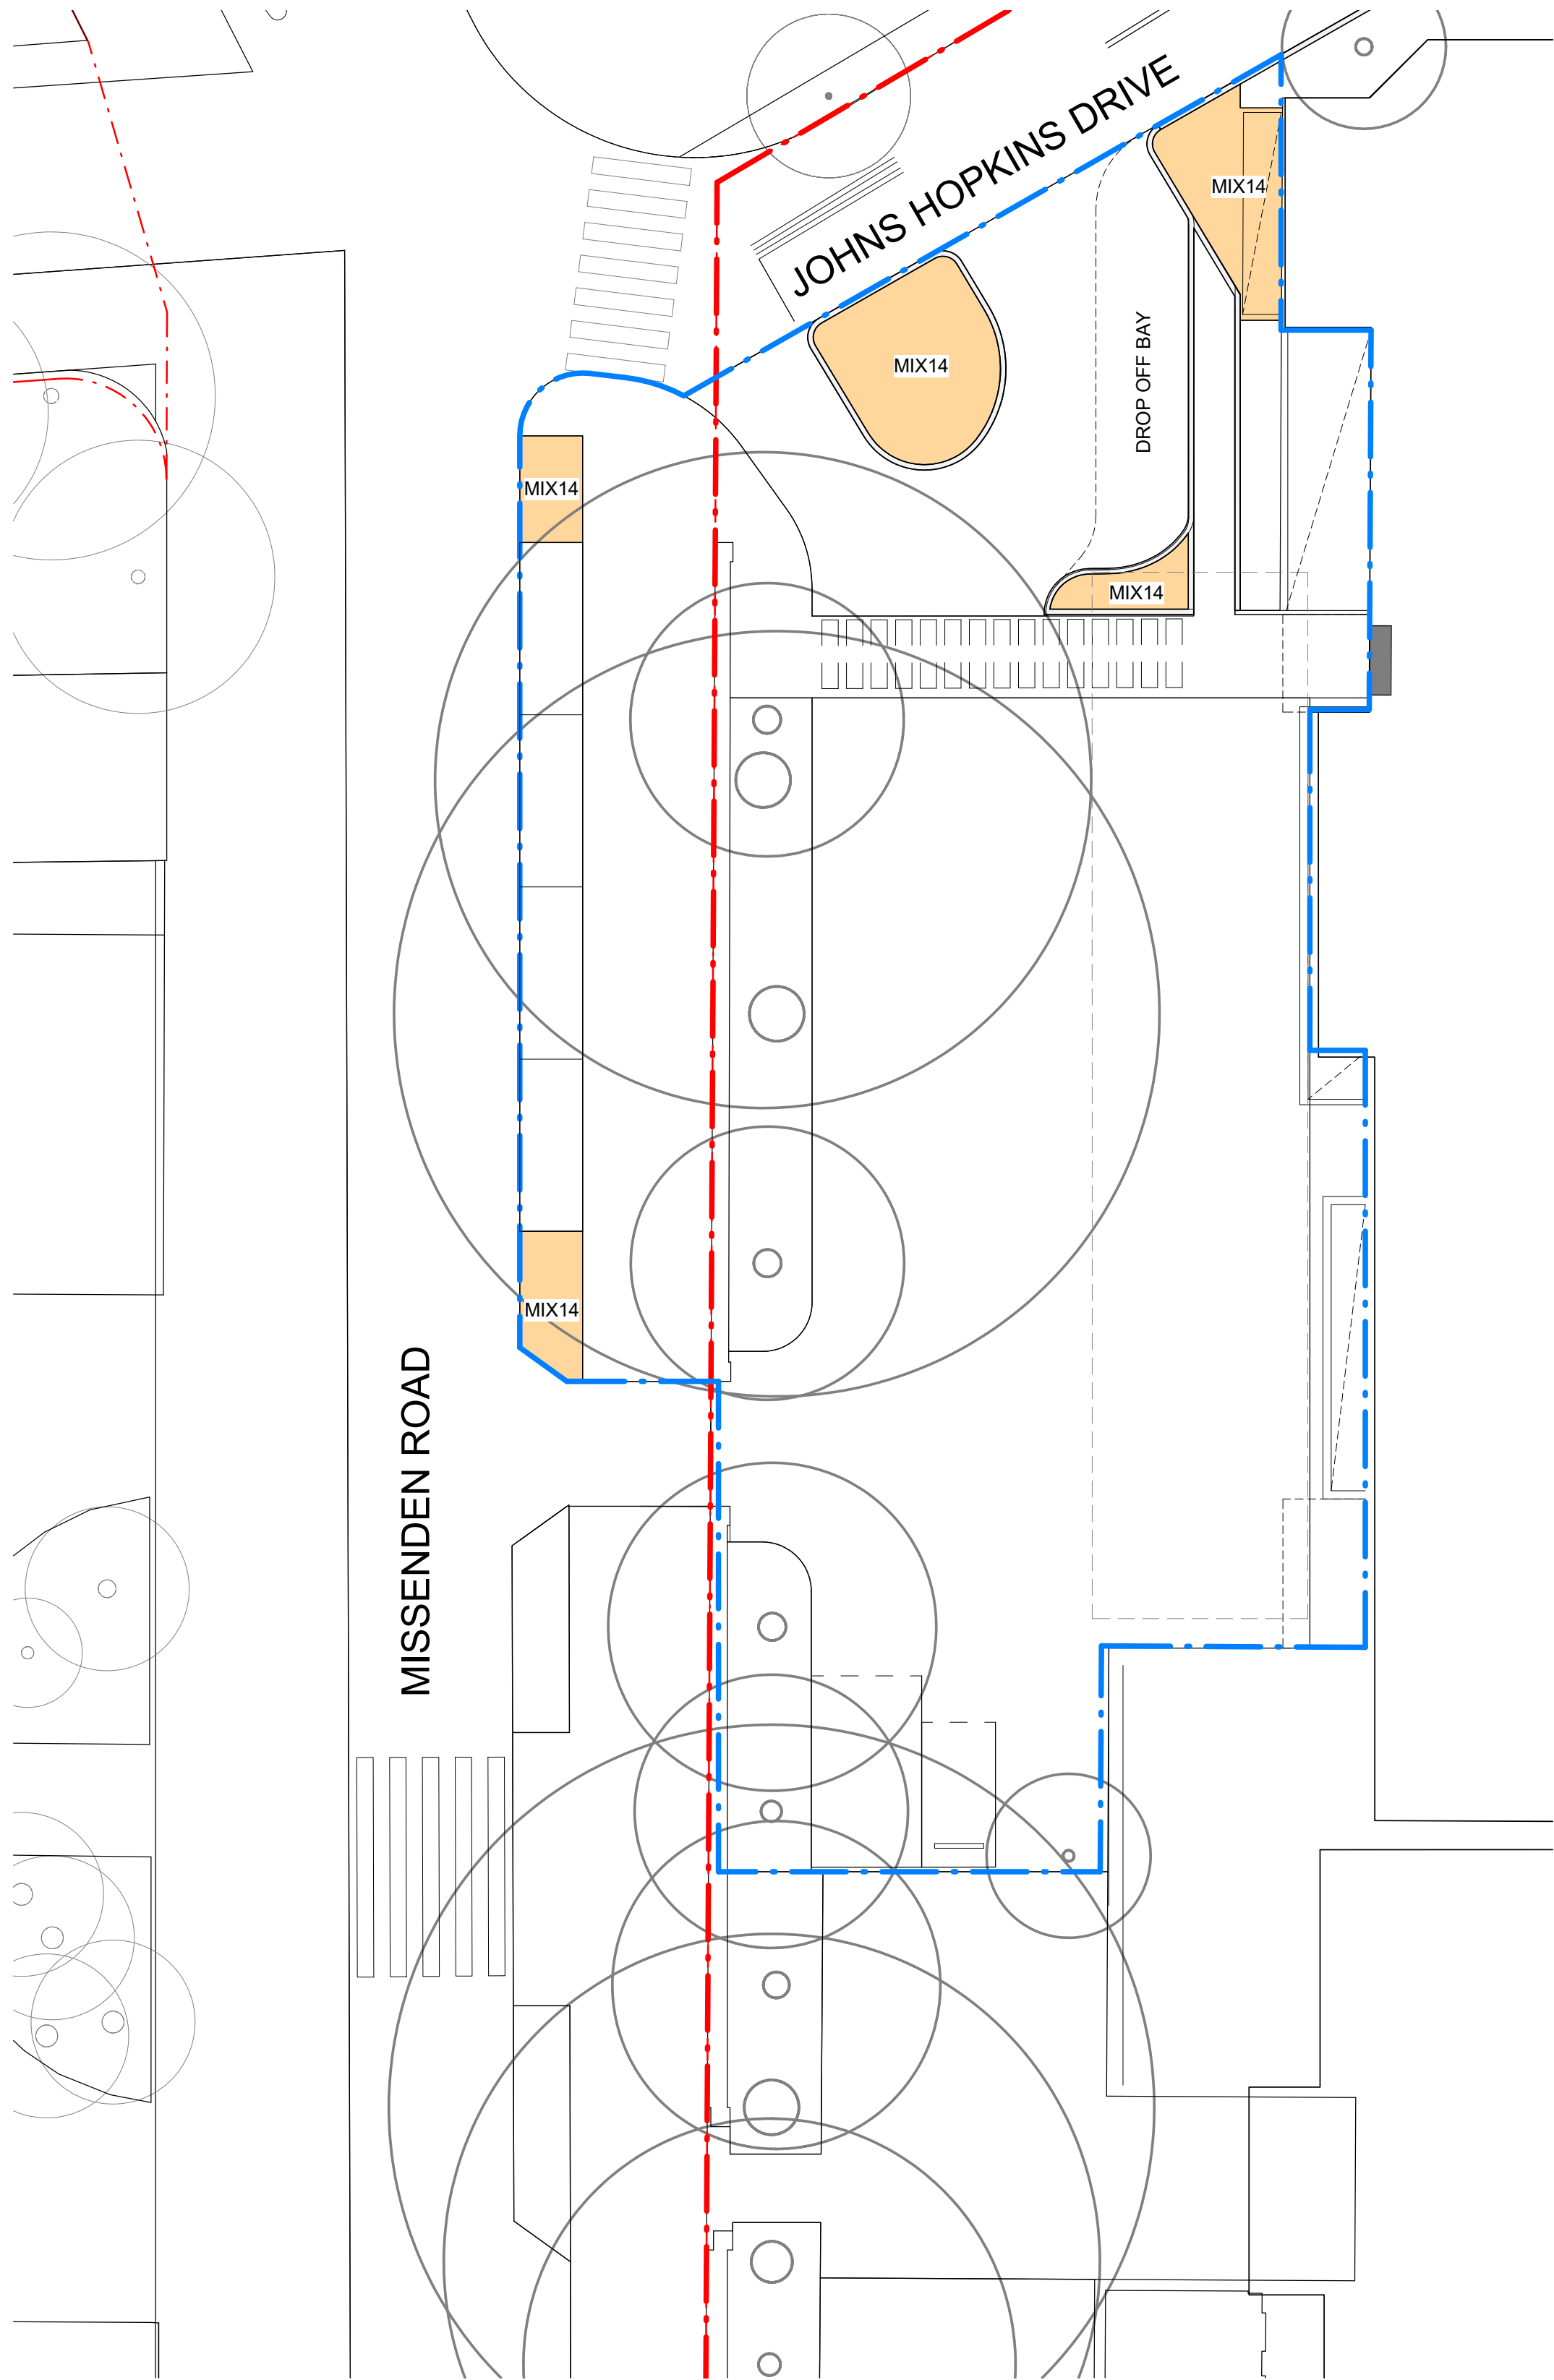 JOHNS HOPKINS DRIVE
MIX14
MIX14
DROP OFF BAY
MIX14
MIX14
MIX14
MISSENDEN ROAD